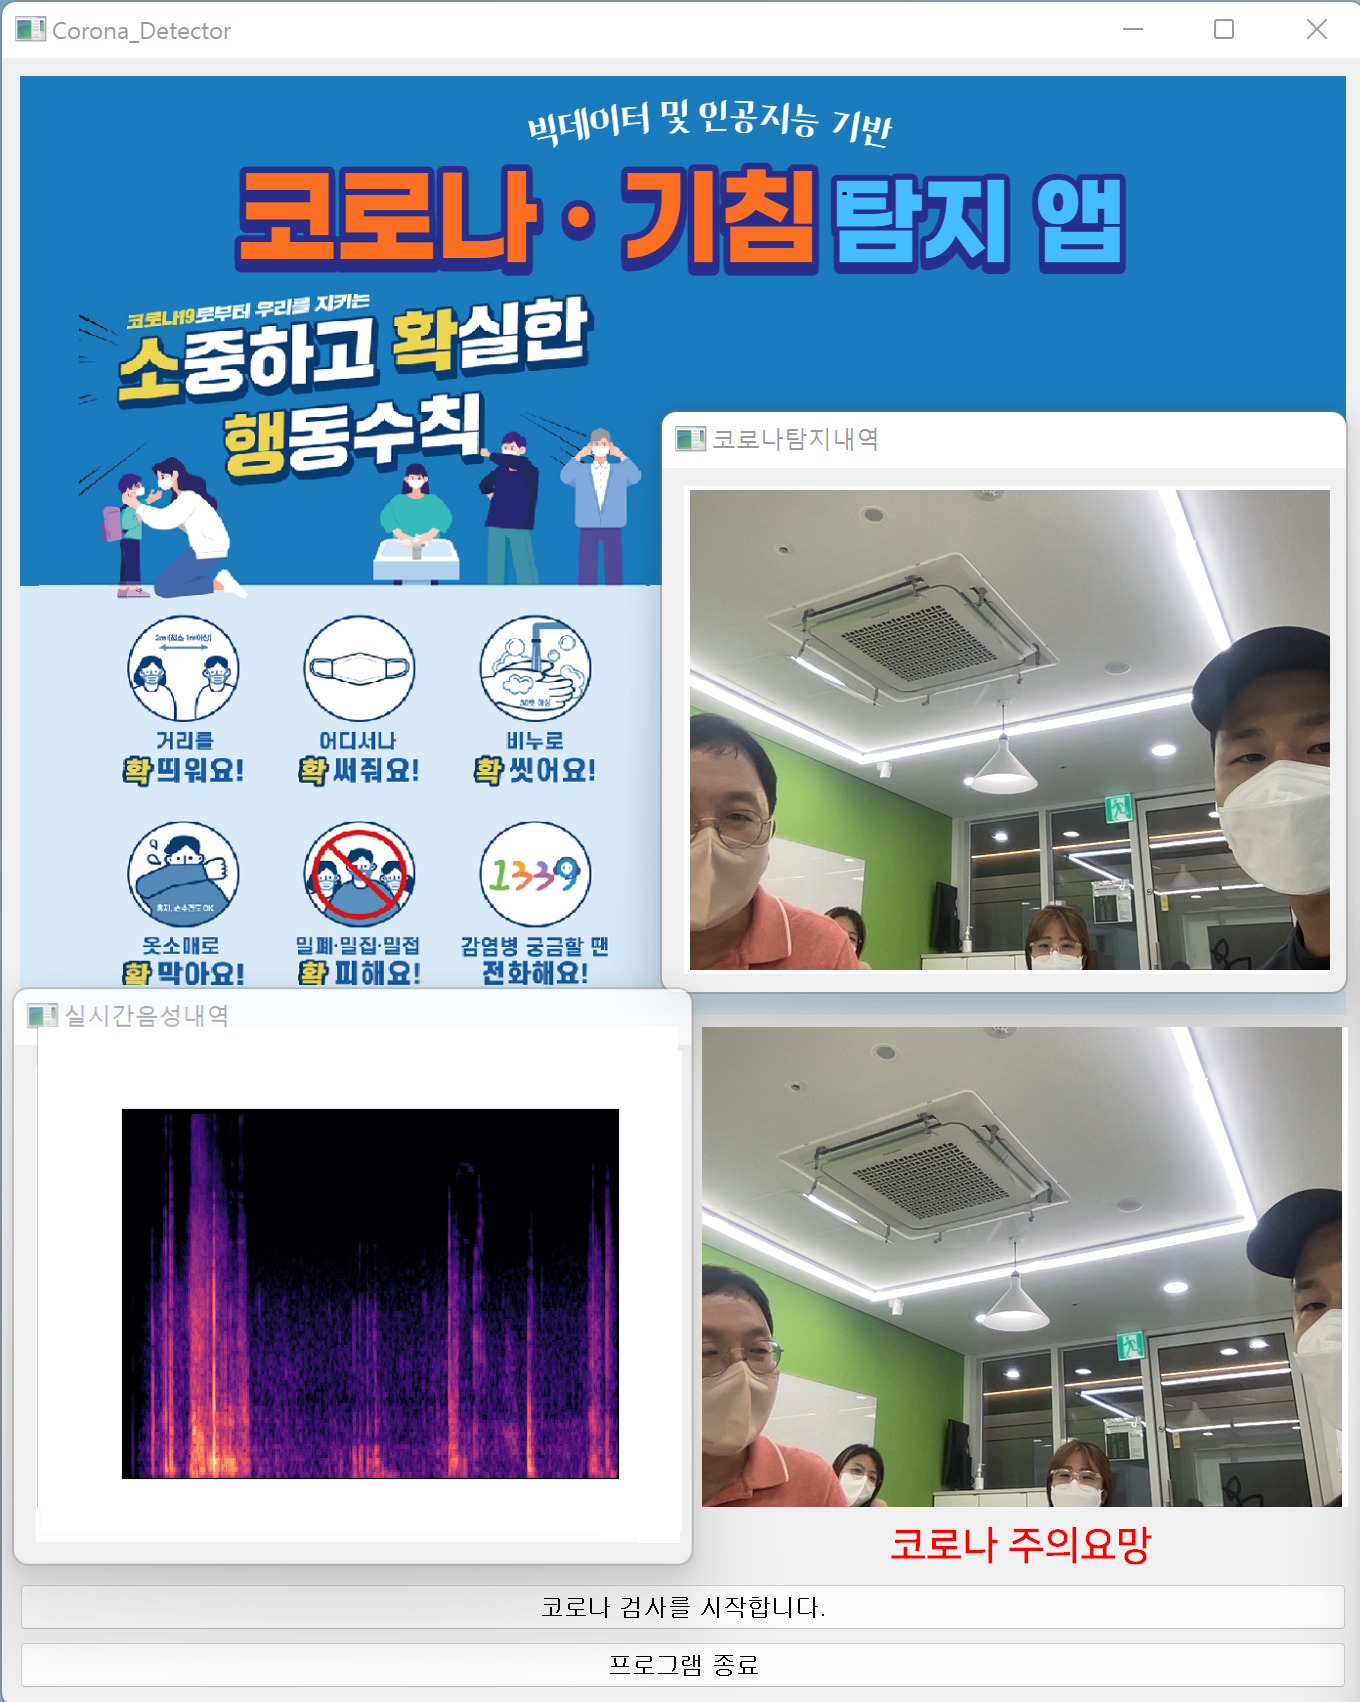 Corona_Detector
빅데이터 및 인공지능 기반
코로나·기침 탐지 앱
코로나19로부터 우리를 지키는
소중하고 확실한
행동수칙
코로나탐지내역
2m(최소 1m이상)
30초 이상
거리를
확 띄워요!
어디서나
확 써줘요!
비누로
확 씻어요!
휴지, 손수건도 OK
1339
옷소매로
확 막아요!
밀폐·밀집·밀접
확 피해요!
감염병 궁금할 땐
전화해요!
실시간음성내역
코로나 주의요망
코로나 검사를 시작합니다.
프로그램 종료